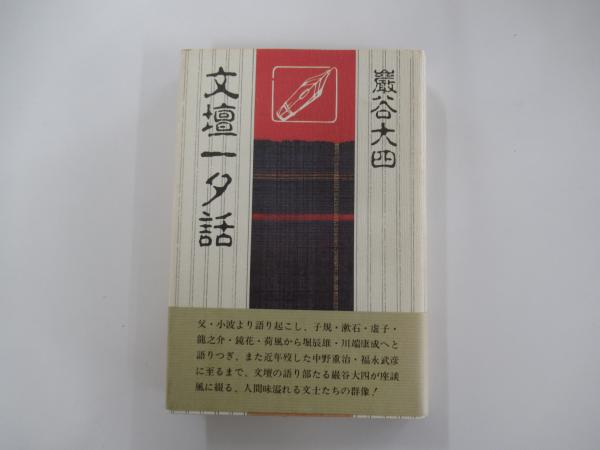 巖谷大四
文壇一夕話
父・小波より語り起こし、子規・漱石・虚子・
龍之介・鏡花・荷風から堀辰雄・川端康成へと
語りつぎ、また近年歿した中野重治・福永武彦
に至るまで、文壇の語り部たる巌谷大四が座談
風に綴る、人間味溢れる文士たちの群像!